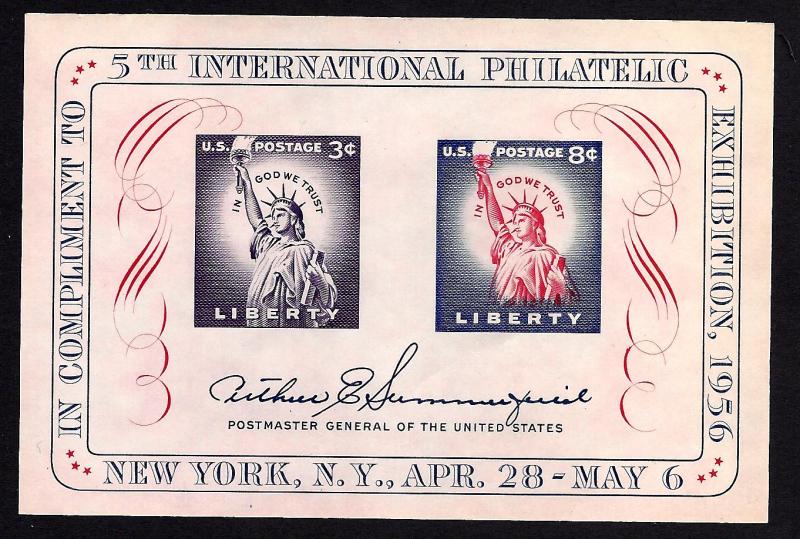 IN COMPLIMENT TO
5TH INTERNATIONAL PHILATELIC
EXHIBITION, 1956
U.S. POSTAGE 3¢
IN GOD WE TRUST
LIBERTY
U.S. POSTAGE 8¢
IN GOD WE TRUST
LIBERTY
Arthur E Summerfield
POSTMASTER GENERAL OF THE UNITED STATES
NEW YORK, N.Y., APR. 28 - MAY 6